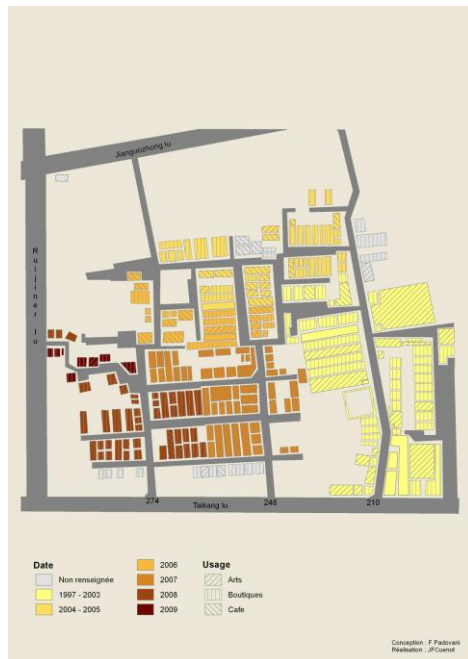 Jianguozhong lu
Ruijiner lu
274
248
210
Taikang lu
Date
Non renseignée
1997 - 2003
2004 - 2005
2006
2007
2008
2009
Usage
Arts
Boutiques
Cafe
Conception : F Padovani
Réalisation : JFCuenot